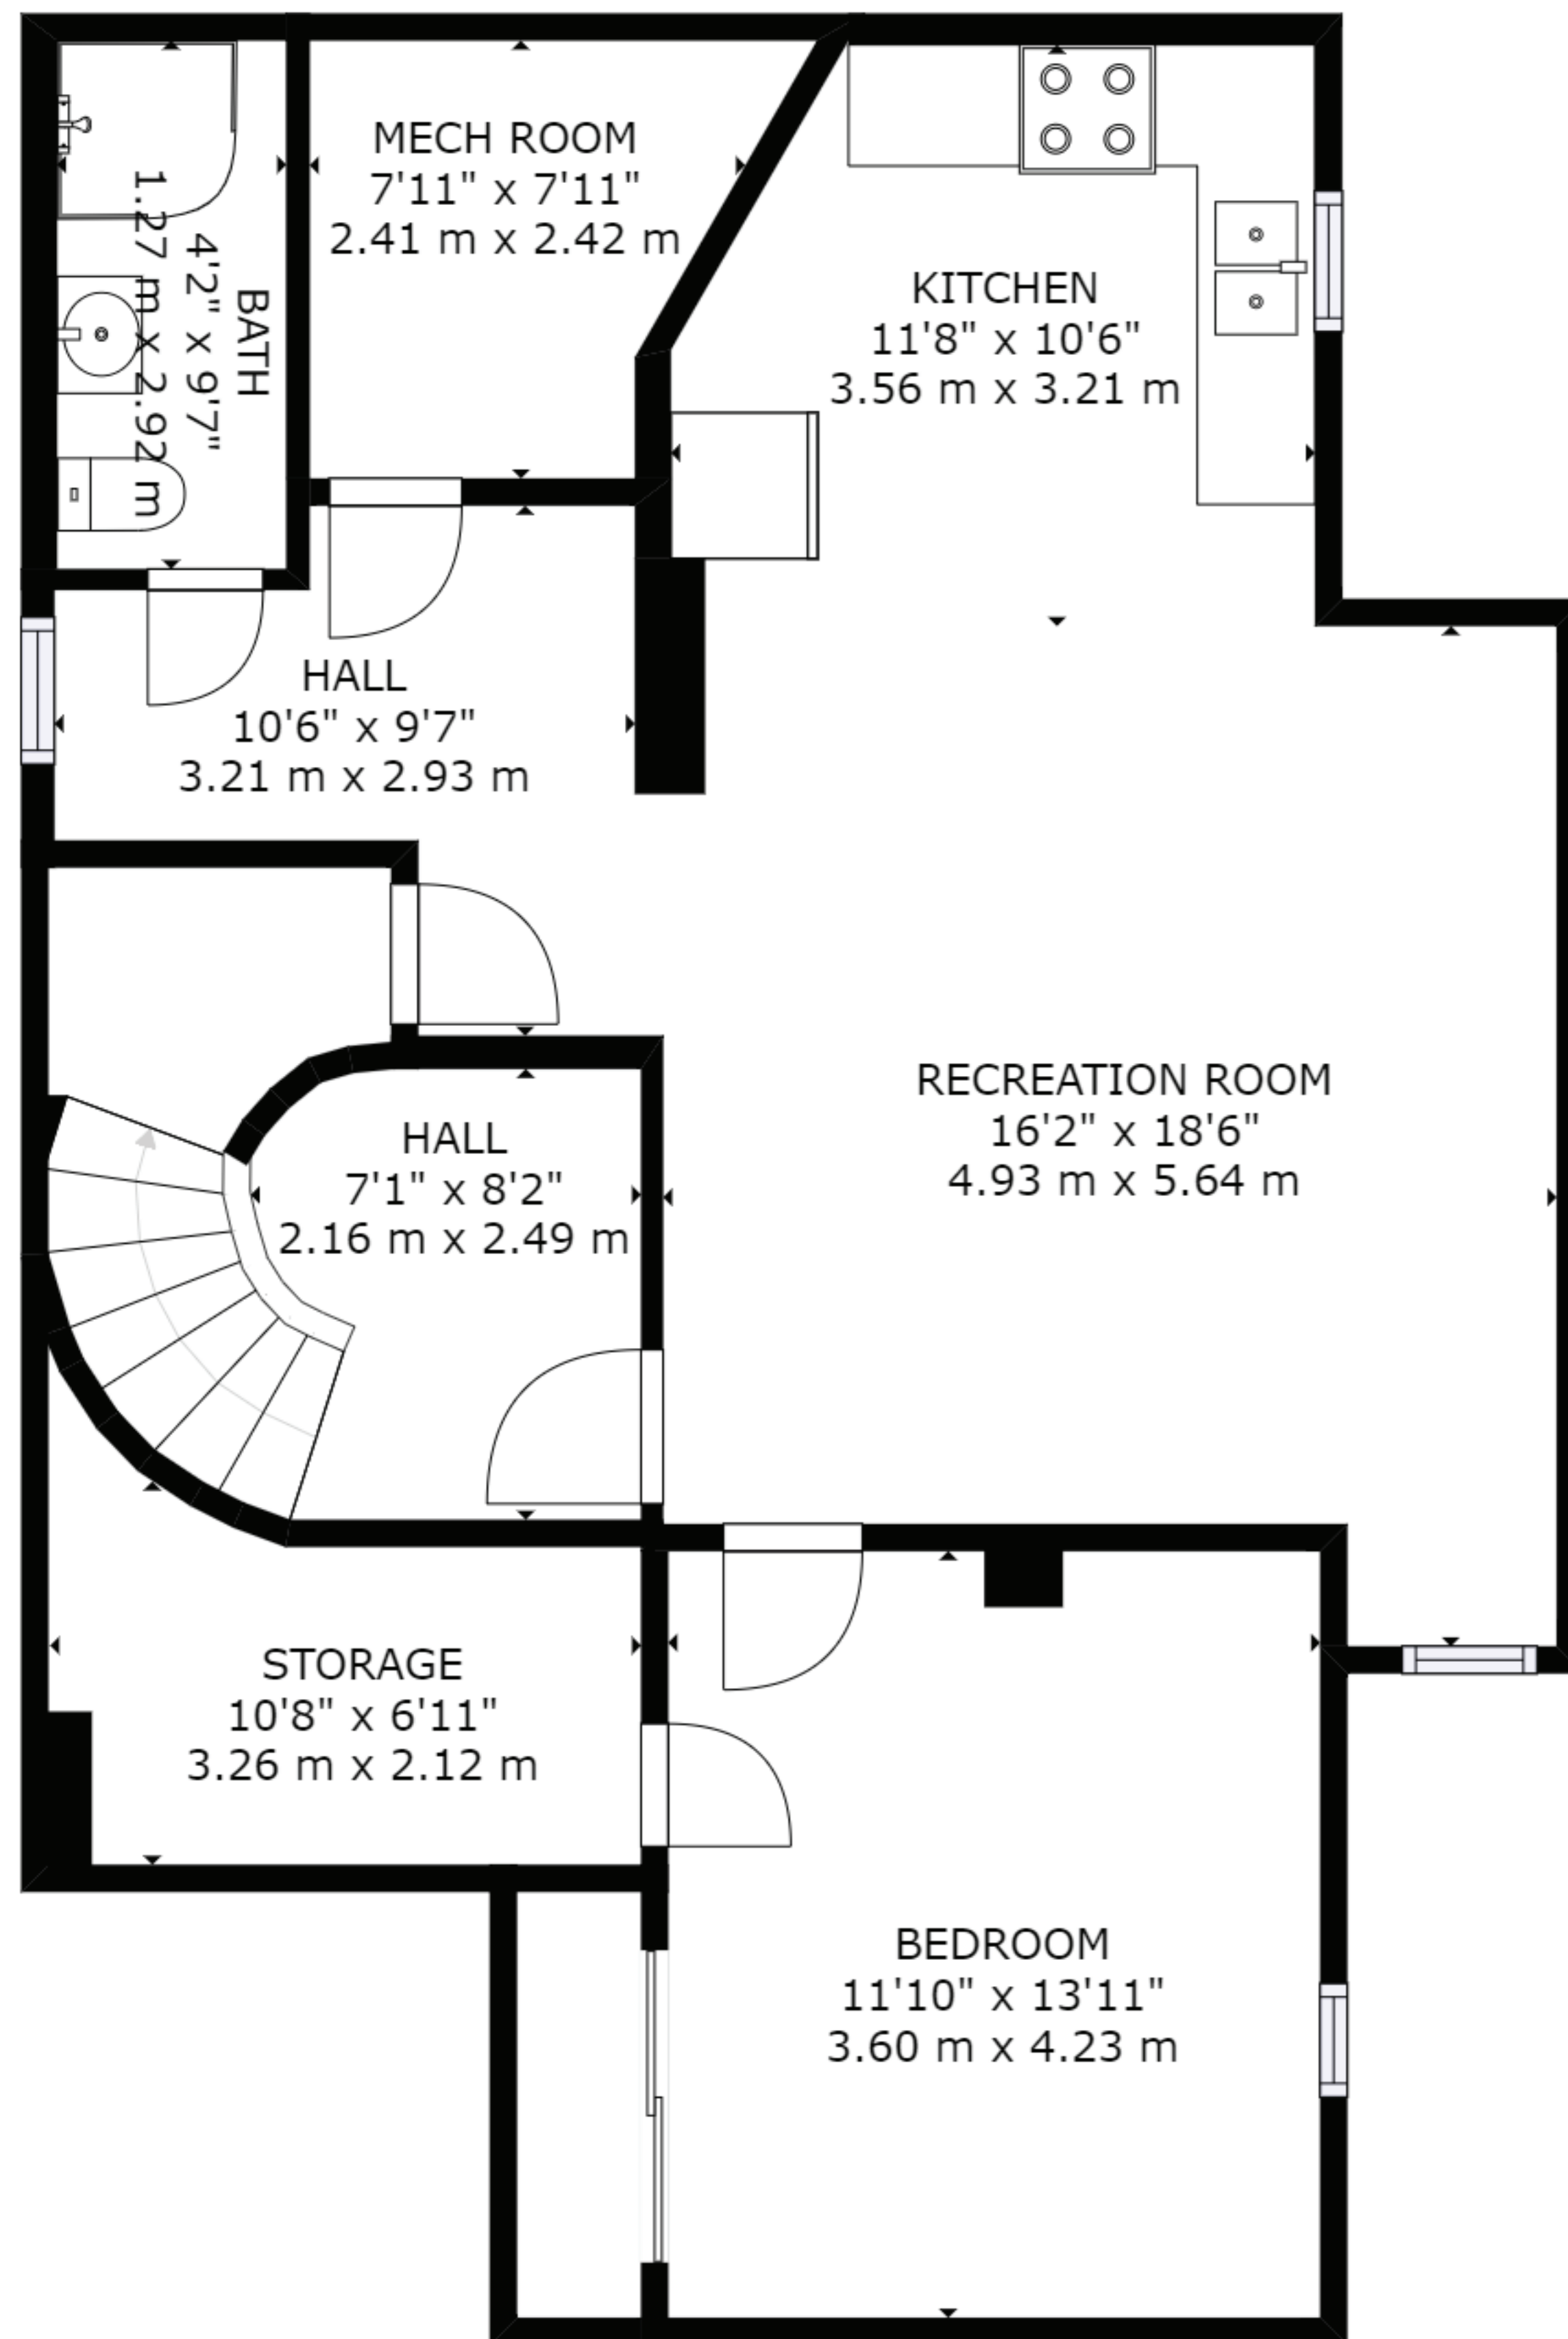 MECH ROOM
7'11" x 7'11"
2.41 m x 2.42 m
BATH
4'2" x 9'7"
1.27 m x 2.92 m
KITCHEN
11'8" x 10'6"
3.56 m x 3.21 m
HALL
10'6" x 9'7"
3.21 m x 2.93 m
RECREATION ROOM
16'2" x 18'6"
4.93 m x 5.64 m
HALL
7'1" x 8'2"
2.16 m x 2.49 m
STORAGE
10'8" x 6'11"
3.26 m x 2.12 m
BEDROOM
11'10" x 13'11"
3.60 m x 4.23 m